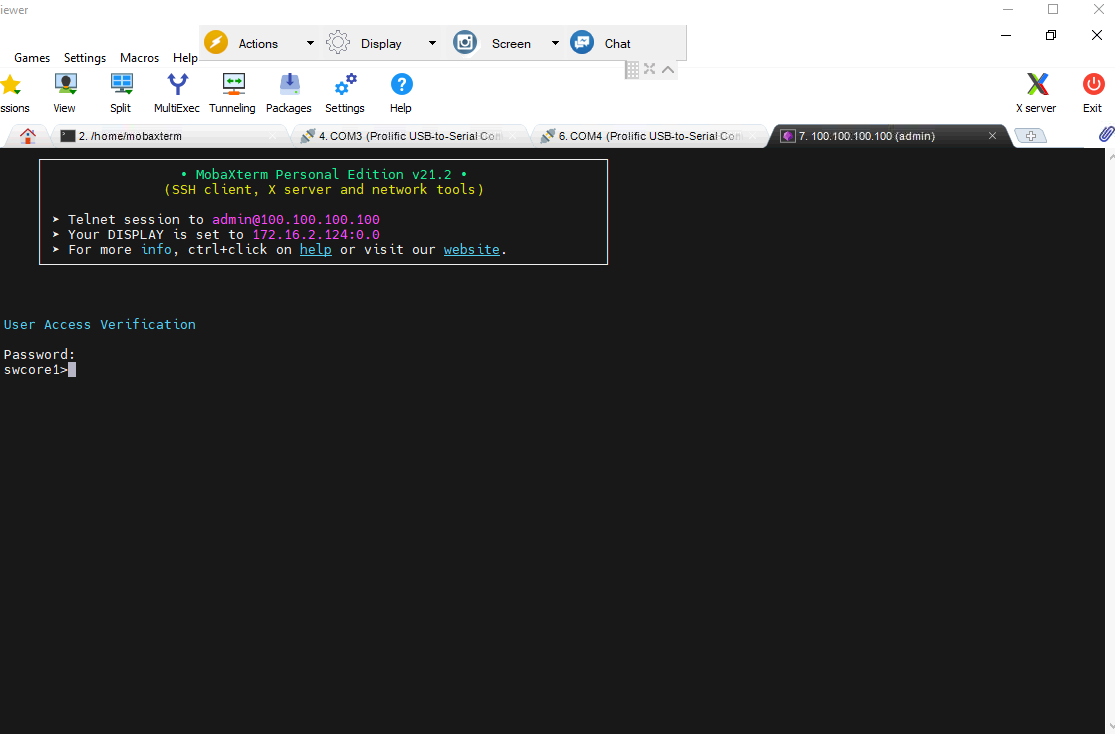 iewer
Actions
Display
Screen
Chat
Games Settings Macros Help
ssions View Split MultiExec Tunneling Packages Settings Help X server Exit
2. /home/mobaxterm
4. COM3 (Prolific USB-to-Serial Con
6. COM4 (Prolific USB-to-Serial Con
7. 100.100.100.100 (admin)
• MobaXterm Personal Edition v21.2 •
(SSH client, X server and network tools)
➤ Telnet session to admin@100.100.100.100
➤ Your DISPLAY is set to 172.16.2.124:0.0
➤ For more info, ctrl+click on help or visit our website.
User Access Verification
Password:
swcore1>